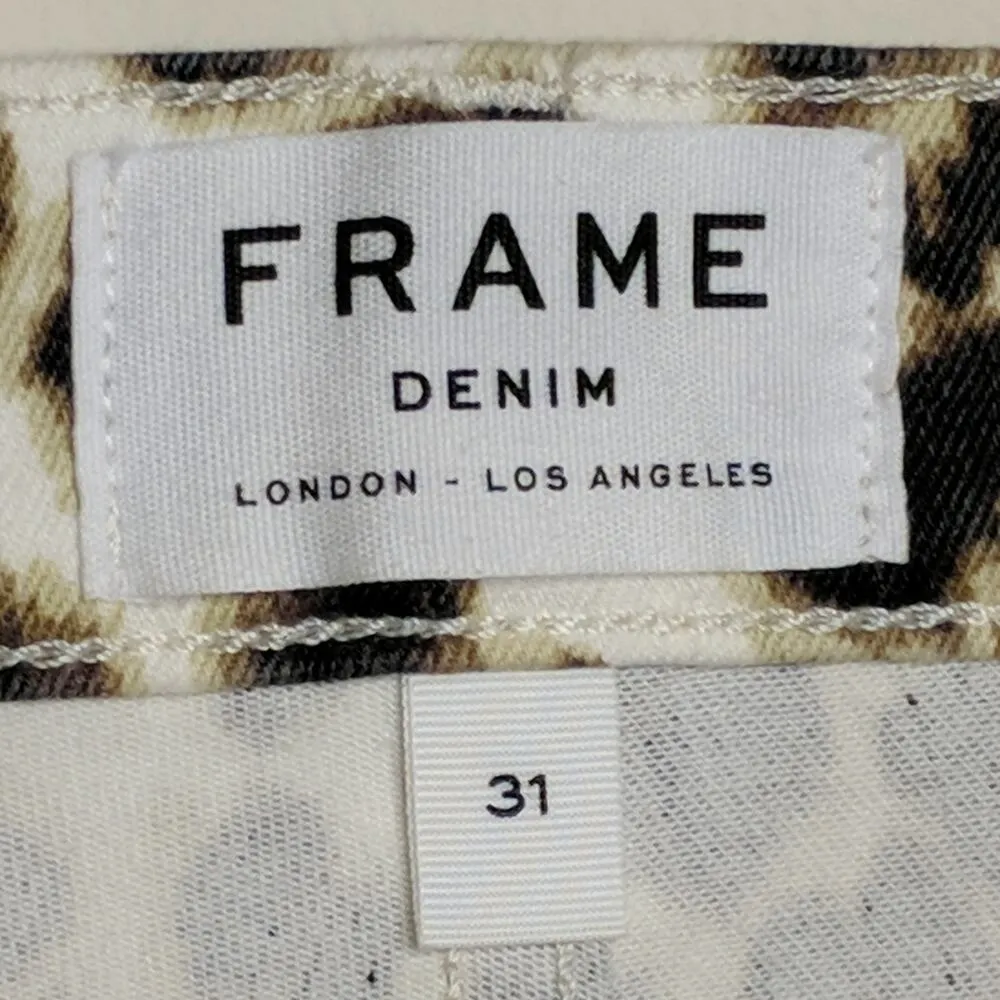 FRAME
DENIM
LONDON - LOS ANGELES
31